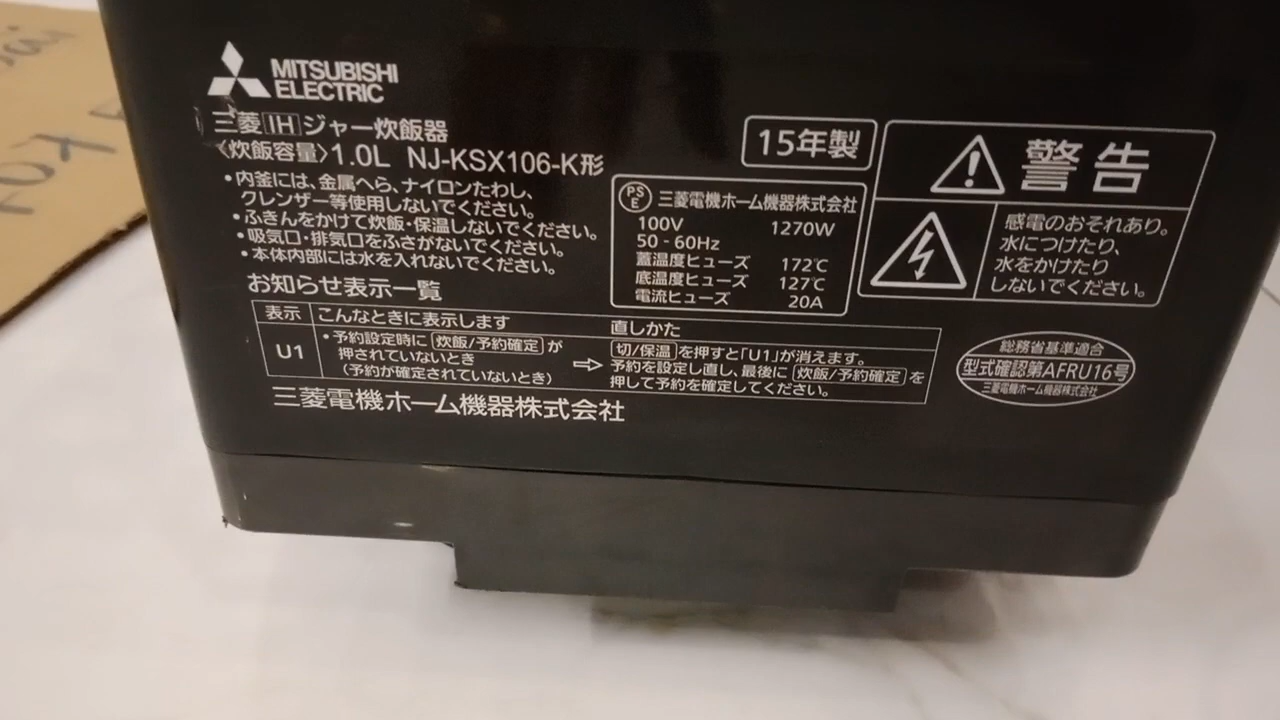 MITSUBISHI
ELECTRIC
三菱IHジャー炊飯器
〈炊飯容量〉1.0L NJ-KSX106-K形
・内釜には、金属へら、ナイロンたわし、
クレンザー等使用しないでください。
・ふきんをかけて炊飯・保温しないでください。
・吸気口・排気口をふさがないでください。
・本体内部には水を入れないでください。
15年製
PS
E
三菱電機ホーム機器株式会社
100V 1270W
50-60Hz
蓋温度ヒューズ 172℃
底温度ヒューズ 127℃
電流ヒューズ 20A
警告
感電のおそれあり。
水につけたり、
水をかけたり
しないでください。
お知らせ表示一覧
表示 こんなときに表示します 直しかた
U1
・予約設定時に 炊飯/予約確定 が
押されていないとき
(予約が確定されていないとき)
⇨
切/保温 を押すと「U1」が消えます。
予約を設定し直し、最後に 炊飯/予約確定 を
押して予約を確定してください。
三菱電機ホーム機器株式会社
総務省基準適合
型式確認第AFRU16号
三菱電機ホーム機器株式会社